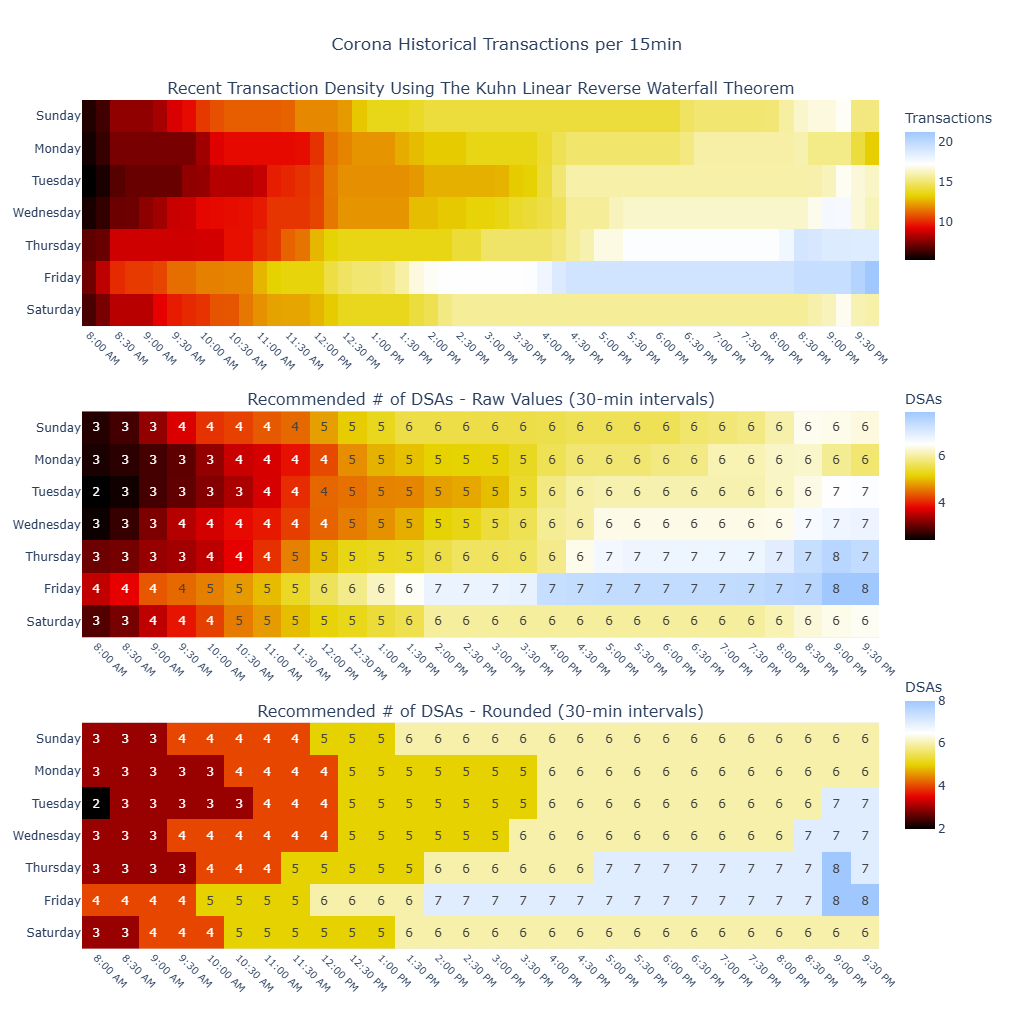 Corona Historical Transactions per 15min
Recent Transaction Density Using The Kuhn Linear Reverse Waterfall Theorem
Sunday
Monday
Tuesday
Wednesday
Thursday
Friday
Saturday
8:00 AM 8:30 AM 9:00 AM 9:30 AM 10:00 AM 10:30 AM 11:00 AM 11:30 AM 12:00 PM 12:30 PM 1:00 PM 1:30 PM 2:00 PM 2:30 PM 3:00 PM 3:30 PM 4:00 PM 4:30 PM 5:00 PM 5:30 PM 6:00 PM 6:30 PM 7:00 PM 7:30 PM 8:00 PM 8:30 PM 9:00 PM 9:30 PM
Transactions
20
15
10
Recommended # of DSAs - Raw Values (30-min intervals)
Sunday 3 3 3 4 4 4 4 4 5 5 5 6 6 6 6 6 6 6 6 6 6 6 6 6 6 6 6 6
Monday 3 3 3 3 3 4 4 4 4 5 5 5 5 5 5 5 6 6 6 6 6 6 6 6 6 6 6 6
Tuesday 2 3 3 3 3 3 4 4 4 5 5 5 5 5 5 5 6 6 6 6 6 6 6 6 6 6 7 7
Wednesday 3 3 3 4 4 4 4 4 4 5 5 5 5 5 5 6 6 6 6 6 6 6 6 6 6 7 7 7
Thursday 3 3 3 3 4 4 4 5 5 5 5 5 6 6 6 6 6 6 7 7 7 7 7 7 7 7 8 7
Friday 4 4 4 4 5 5 5 5 6 6 6 6 7 7 7 7 7 7 7 7 7 7 7 7 7 7 8 8
Saturday 3 3 4 4 4 5 5 5 5 5 5 6 6 6 6 6 6 6 6 6 6 6 6 6 6 6 6 6
8:00 AM 8:30 AM 9:00 AM 9:30 AM 10:00 AM 10:30 AM 11:00 AM 11:30 AM 12:00 PM 12:30 PM 1:00 PM 1:30 PM 2:00 PM 2:30 PM 3:00 PM 3:30 PM 4:00 PM 4:30 PM 5:00 PM 5:30 PM 6:00 PM 6:30 PM 7:00 PM 7:30 PM 8:00 PM 8:30 PM 9:00 PM 9:30 PM
DSAs
6
4
Recommended # of DSAs - Rounded (30-min intervals)
Sunday 3 3 3 4 4 4 4 4 5 5 5 6 6 6 6 6 6 6 6 6 6 6 6 6 6 6 6 6
Monday 3 3 3 3 3 4 4 4 4 5 5 5 5 5 5 5 6 6 6 6 6 6 6 6 6 6 6 6
Tuesday 2 3 3 3 3 3 4 4 4 5 5 5 5 5 5 5 6 6 6 6 6 6 6 6 6 6 7 7
Wednesday 3 3 3 4 4 4 4 4 4 5 5 5 5 5 5 6 6 6 6 6 6 6 6 6 6 7 7 7
Thursday 3 3 3 3 4 4 4 5 5 5 5 5 6 6 6 6 6 6 7 7 7 7 7 7 7 7 8 7
Friday 4 4 4 4 5 5 5 5 6 6 6 6 7 7 7 7 7 7 7 7 7 7 7 7 7 7 8 8
Saturday 3 3 4 4 4 5 5 5 5 5 5 6 6 6 6 6 6 6 6 6 6 6 6 6 6 6 6 6
8:00 AM 8:30 AM 9:00 AM 9:30 AM 10:00 AM 10:30 AM 11:00 AM 11:30 AM 12:00 PM 12:30 PM 1:00 PM 1:30 PM 2:00 PM 2:30 PM 3:00 PM 3:30 PM 4:00 PM 4:30 PM 5:00 PM 5:30 PM 6:00 PM 6:30 PM 7:00 PM 7:30 PM 8:00 PM 8:30 PM 9:00 PM 9:30 PM
DSAs
8
6
4
2